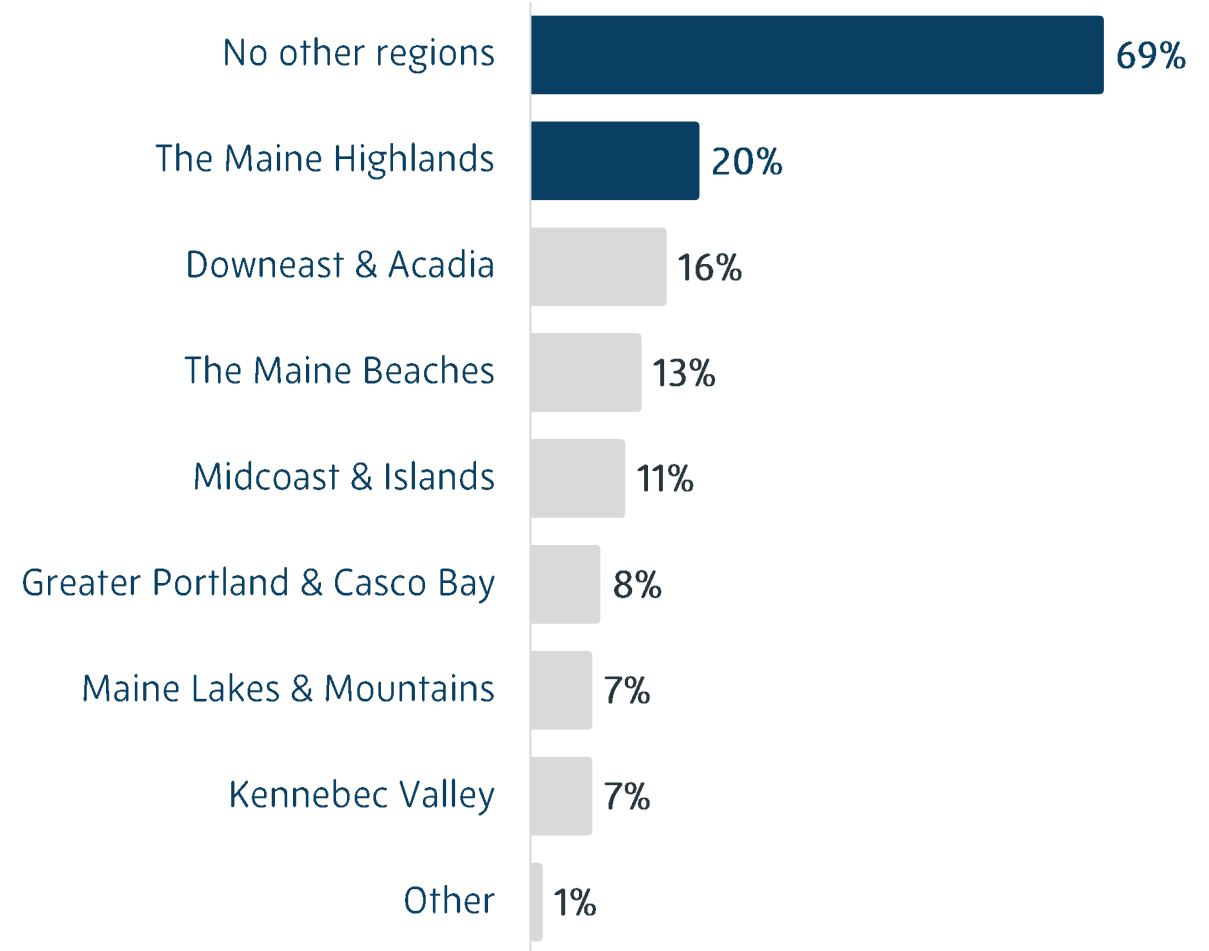 No other regions 69%
The Maine Highlands 20%
Downeast & Acadia 16%
The Maine Beaches 13%
Midcoast & Islands 11%
Greater Portland & Casco Bay 8%
Maine Lakes & Mountains 7%
Kennebec Valley 7%
Other 1%